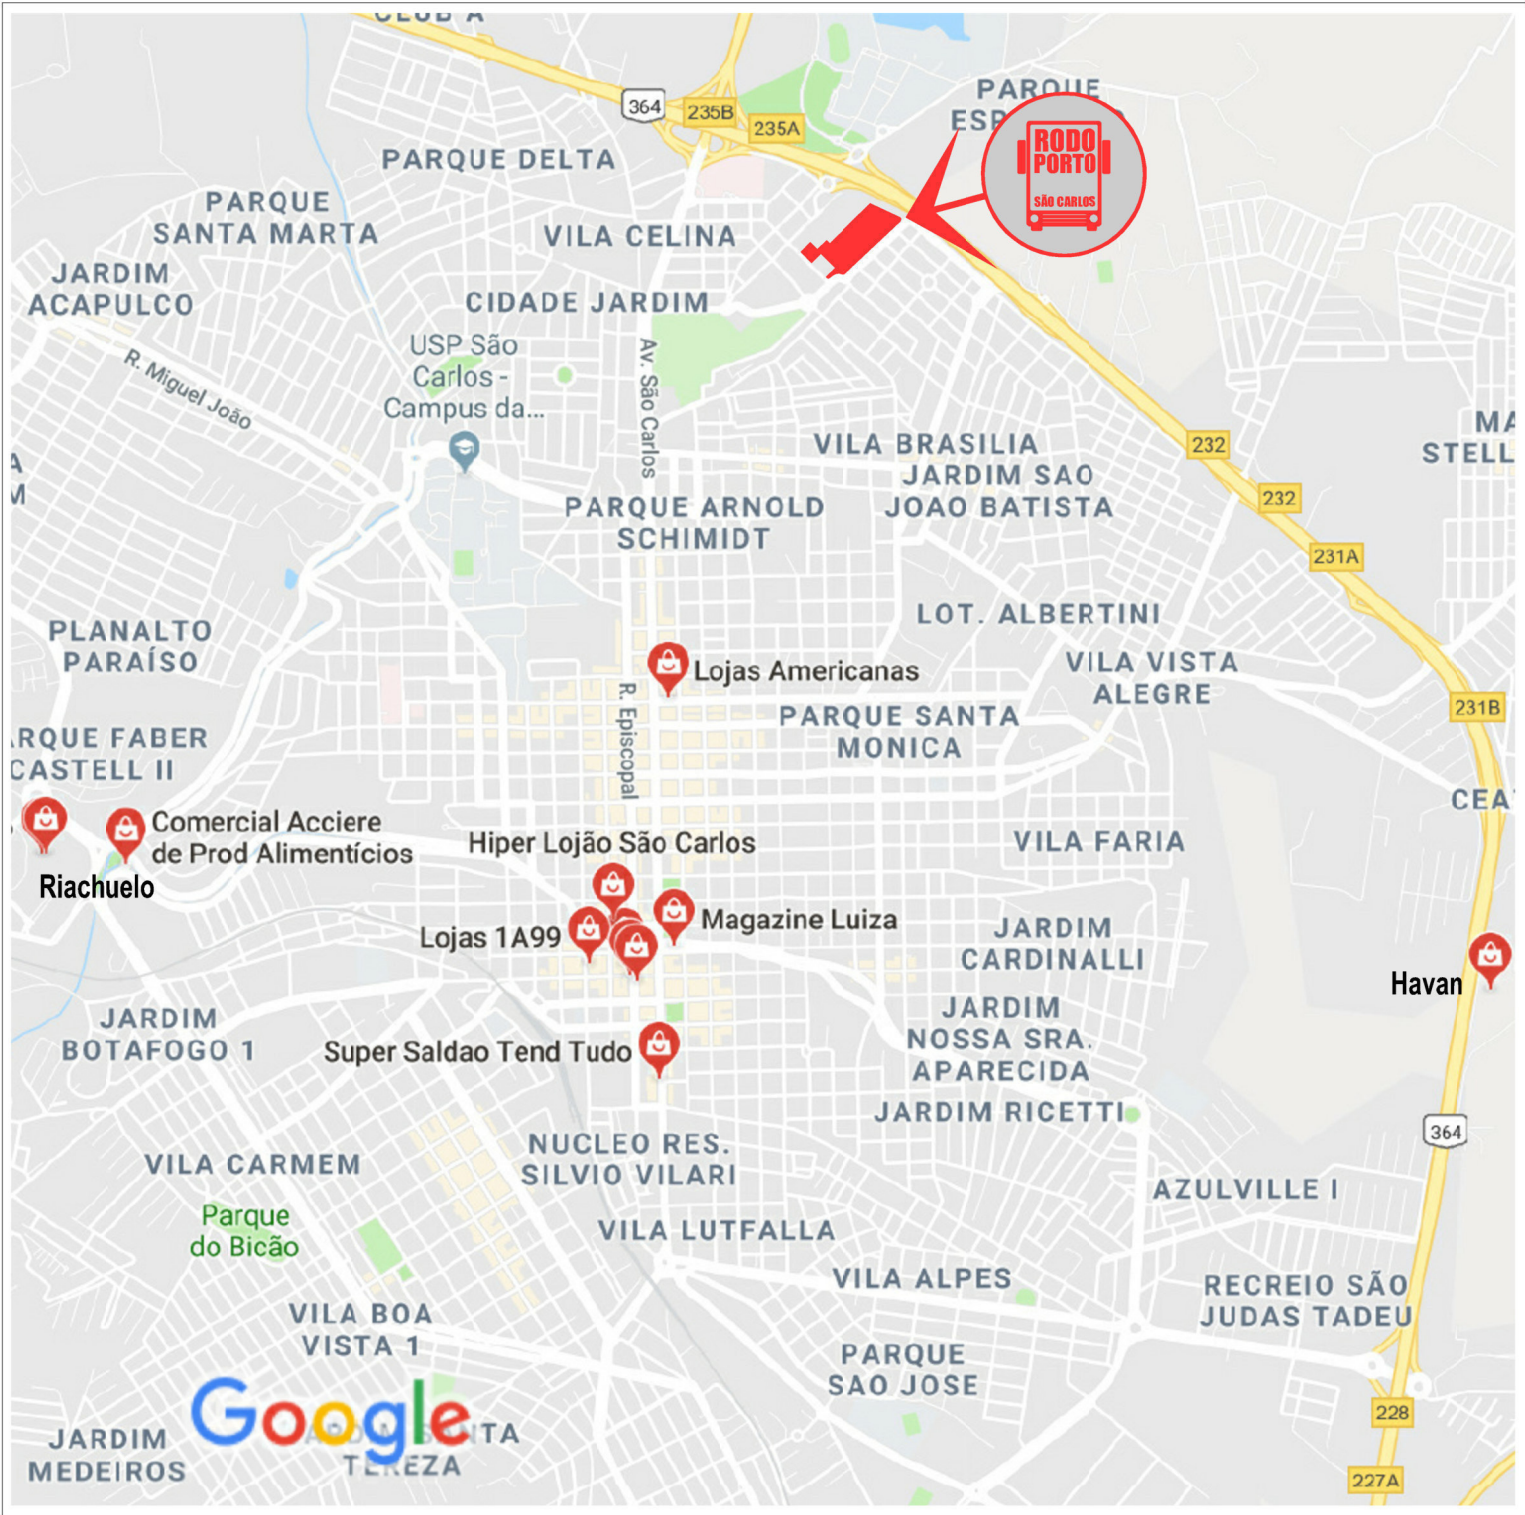 CLUB A
364
235B
235A
PARQUE
RODO
PORTO
SÃO CARLOS
PARQUE DELTA
PARQUE
SANTA MARTA
VILA CELINA
JARDIM
ACAPULCO
CIDADE JARDIM
USP São
Carlos -
Campus da...
R. Miguel João
Av. São Carlos
VILA BRASILIA
JARDIM SAO
JOAO BATISTA
232
232
231A
PARQUE ARNOLD
SCHIMIDT
LOT. ALBERTINI
PLANALTO
PARAÍSO
Lojas Americanas
VILA VISTA
ALEGRE
R. Episcopal
PARQUE SANTA
MONICA
231B
ARQUE FABER
CASTELL II
Comercial Acciere
de Prod Alimentícios
Riachuelo
Hiper Lojão São Carlos
VILA FARIA
Lojas 1A99
Magazine Luiza
JARDIM
CARDINALLI
Havan
JARDIM
BOTAFOGO 1
Super Saldao Tend Tudo
JARDIM
NOSSA SRA.
APARECIDA
JARDIM RICETTI
364
VILA CARMEM
NUCLEO RES.
SILVIO VILARI
AZULVILLE I
Parque
do Bicão
VILA LUTFALLA
VILA ALPES
RECREIO SÃO
JUDAS TADEU
VILA BOA
VISTA 1
PARQUE
SAO JOSE
Google
228
JARDIM
MEDEIROS
TEREZA
227A